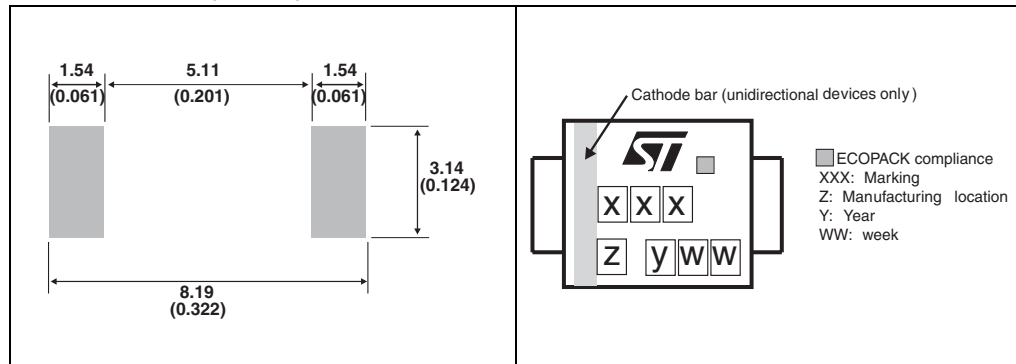 1.54 5.11 1.54
(0.061) (0.201) (0.061)
3.14
(0.124)
8.19
(0.322)
Cathode bar (unidirectional devices only)
ST
x x x
z y w w
ECOPACK compliance
XXX: Marking
Z: Manufacturing location
Y: Year
WW: week